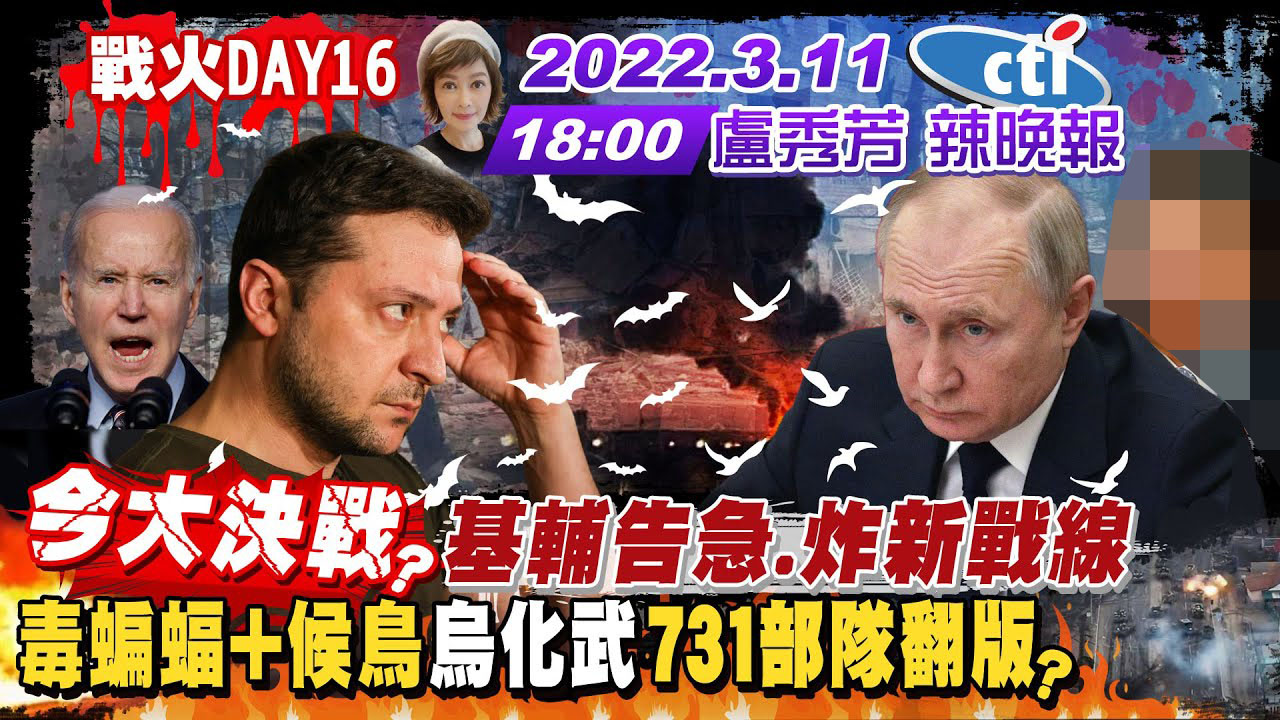 戰火DAY16
2022.3.11
cti
18:00 盧秀芳 辣晚報
今大決戰? 基輔告急.炸新戰線
毒蝙蝠+候鳥烏化武731部隊翻版?